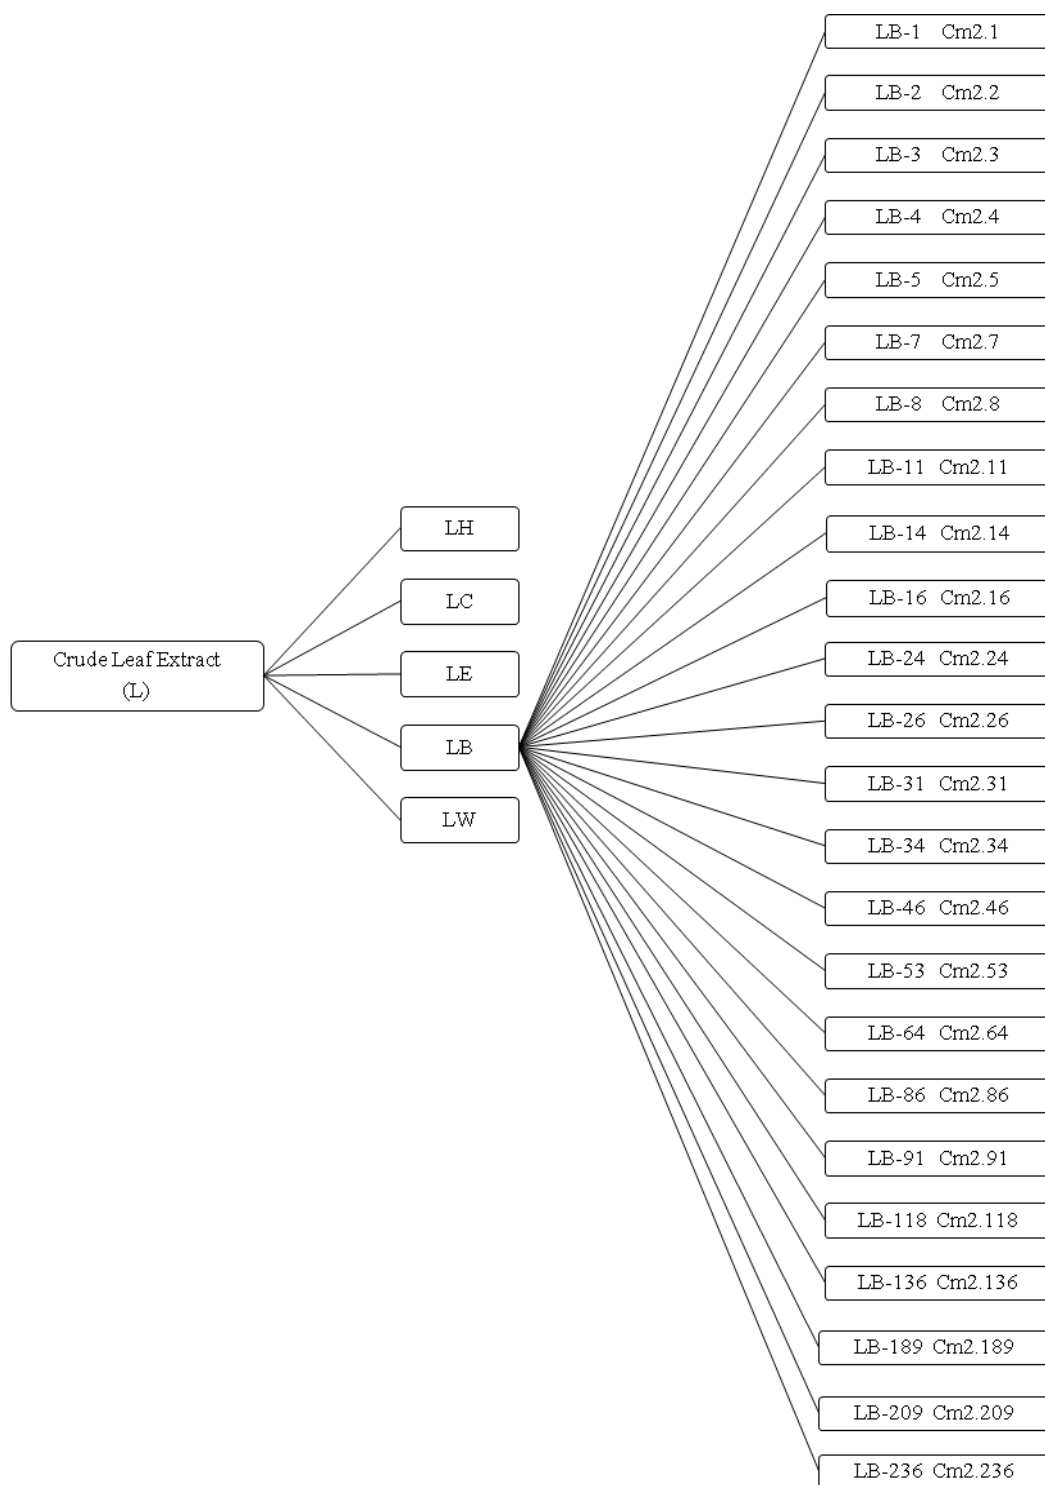 Crude Leaf Extract
(L)
LH
LC
LE
LB
LW
LB-1 Cm2.1
LB-2 Cm2.2
LB-3 Cm2.3
LB-4 Cm2.4
LB-5 Cm2.5
LB-7 Cm2.7
LB-8 Cm2.8
LB-11 Cm2.11
LB-14 Cm2.14
LB-16 Cm2.16
LB-24 Cm2.24
LB-26 Cm2.26
LB-31 Cm2.31
LB-34 Cm2.34
LB-46 Cm2.46
LB-53 Cm2.53
LB-64 Cm2.64
LB-86 Cm2.86
LB-91 Cm2.91
LB-118 Cm2.118
LB-136 Cm2.136
LB-189 Cm2.189
LB-209 Cm2.209
LB-236 Cm2.236